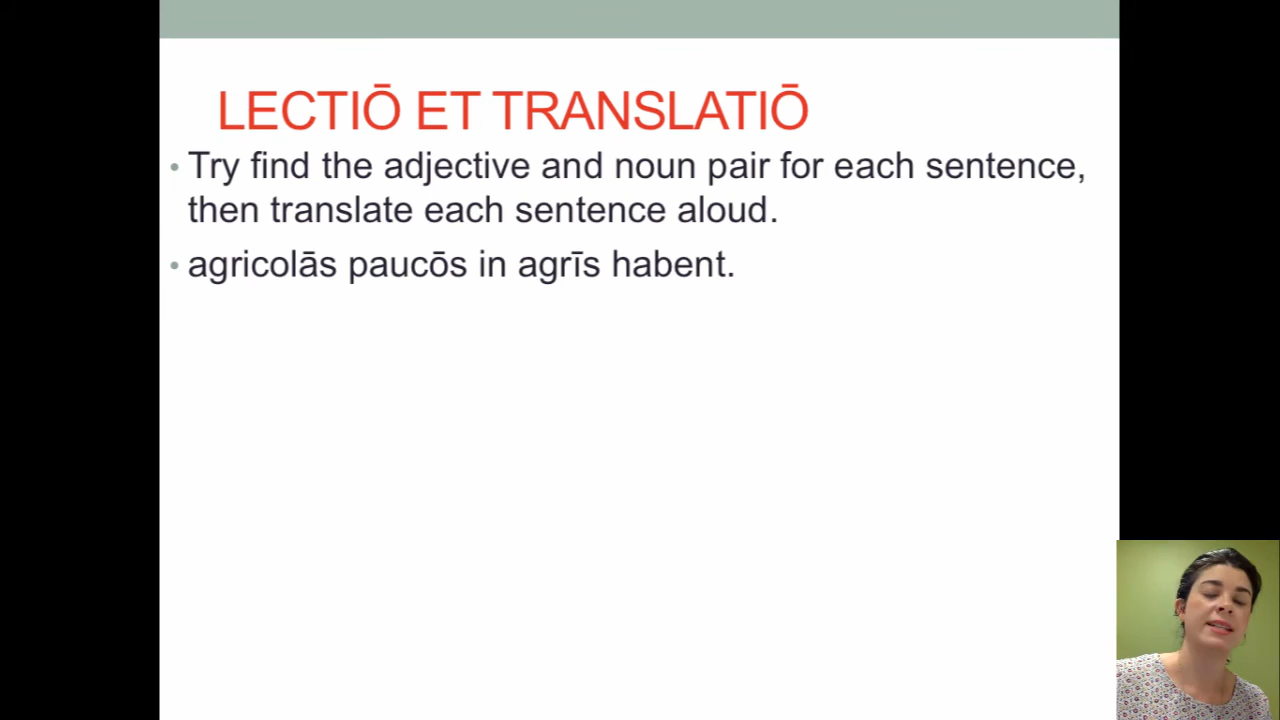 LECTIŌ ET TRANSLATIŌ
• Try find the adjective and noun pair for each sentence,
then translate each sentence aloud.
• agricolās paucōs in agrīs habent.